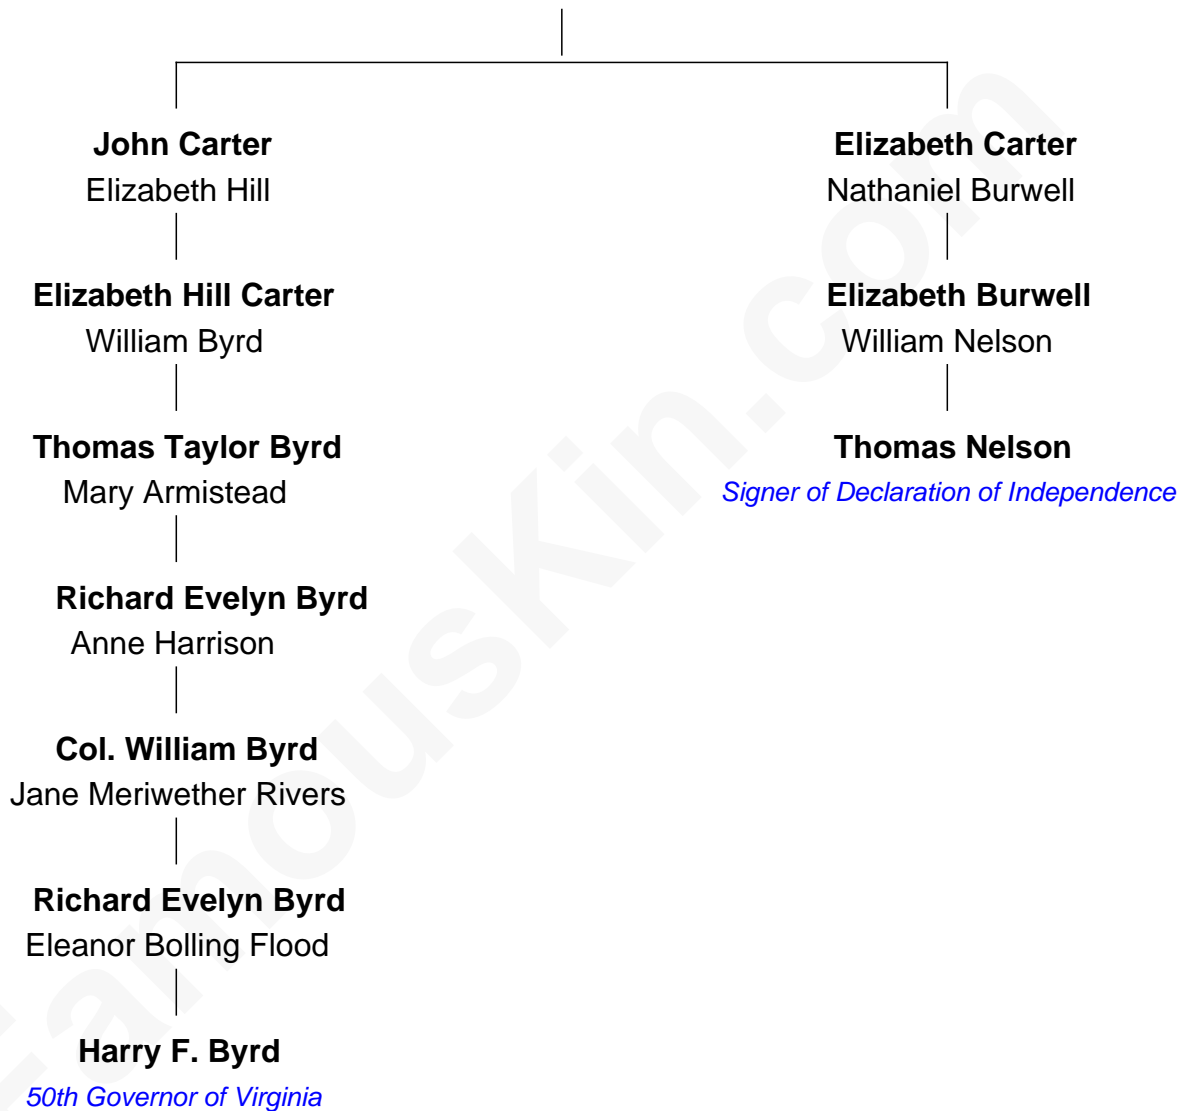 John Carter
Elizabeth Hill
Elizabeth Carter
Nathaniel Burwell
Elizabeth Hill Carter
William Byrd
Elizabeth Burwell
William Nelson
Thomas Taylor Byrd
Mary Armistead
Thomas Nelson
Signer of Declaration of Independence
Richard Evelyn Byrd
Anne Harrison
Col. William Byrd
Jane Meriwether Rivers
Richard Evelyn Byrd
Eleanor Bolling Flood
Harry F. Byrd
50th Governor of Virginia
FamousKin.com